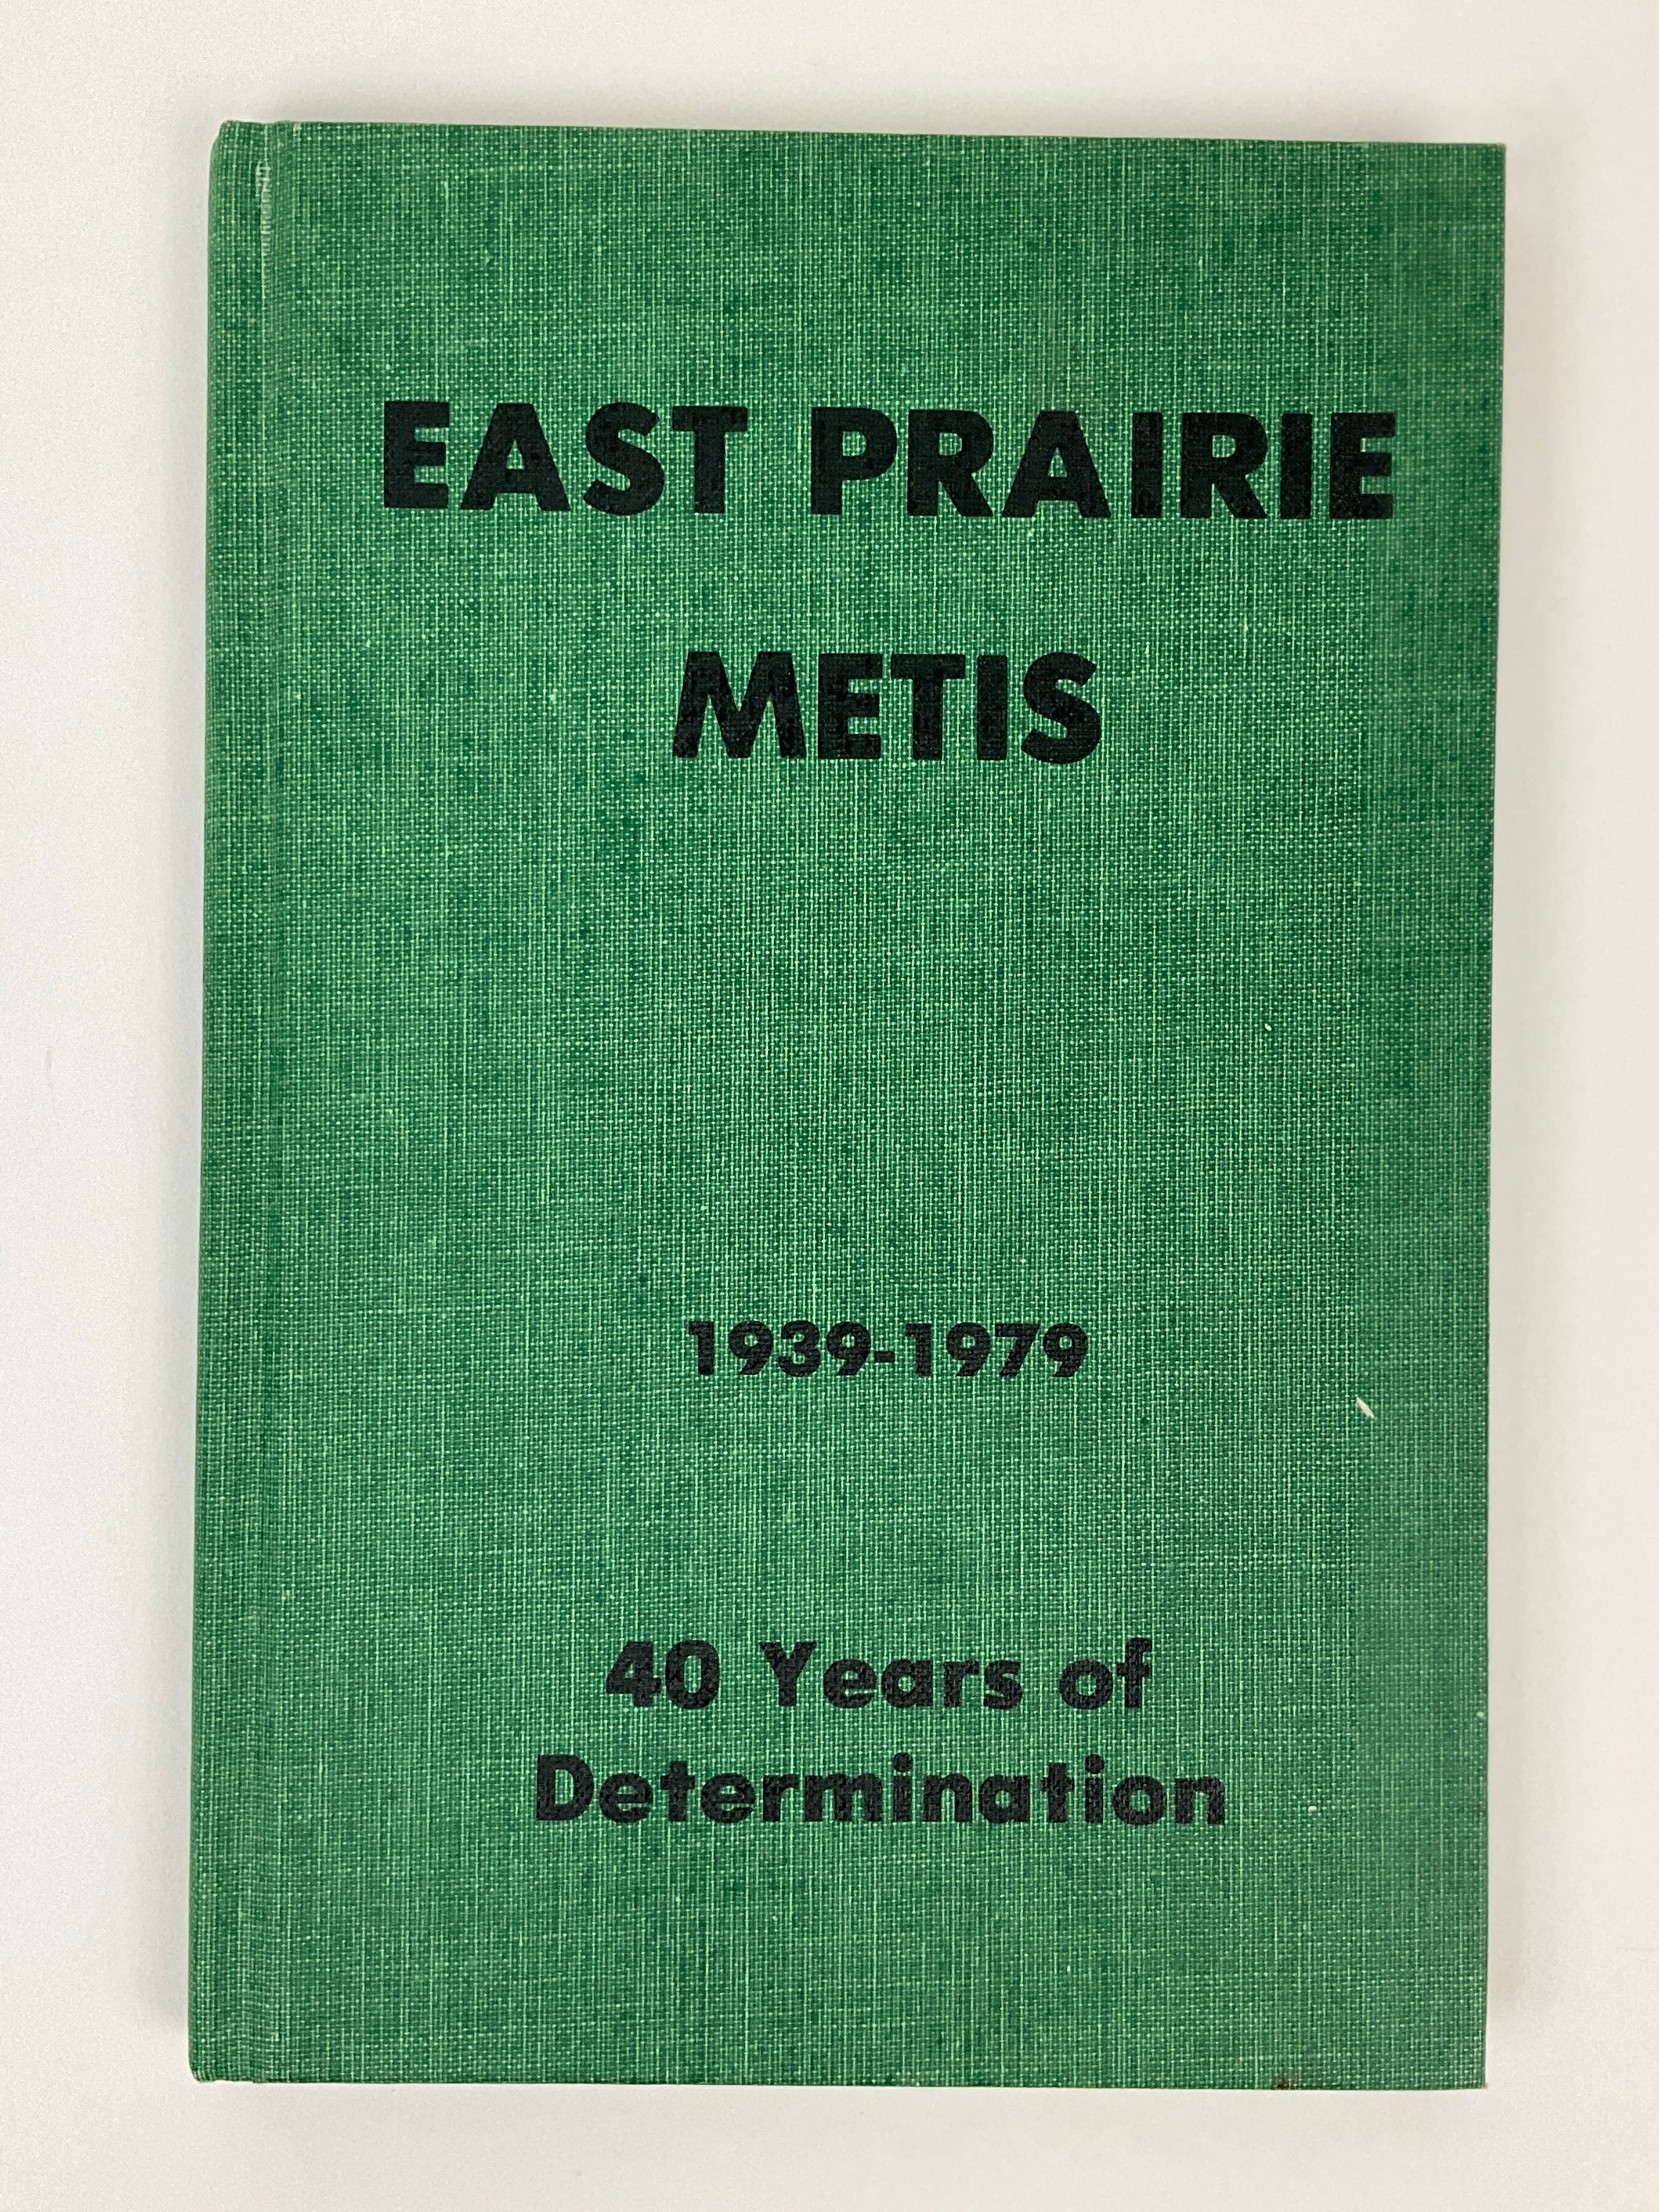 EAST PRAIRIE
METIS
1939-1979
40 Years of
Determination